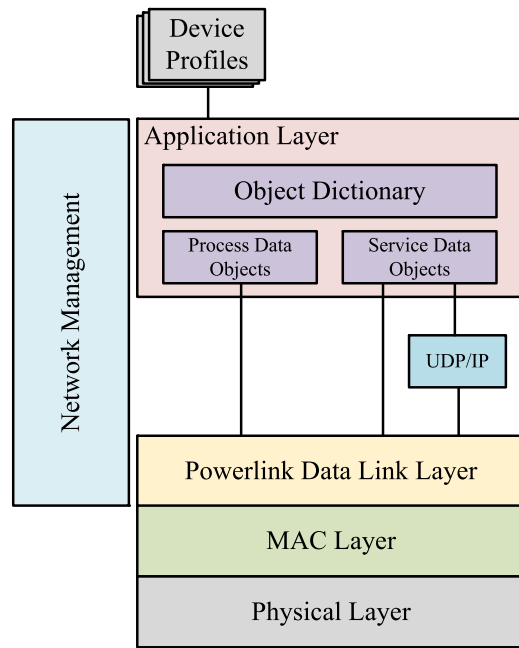 Device
Profiles
Network Management
Application Layer
Object Dictionary
Process Data
Objects
Service Data
Objects
UDP/IP
Powerlink Data Link Layer
MAC Layer
Physical Layer